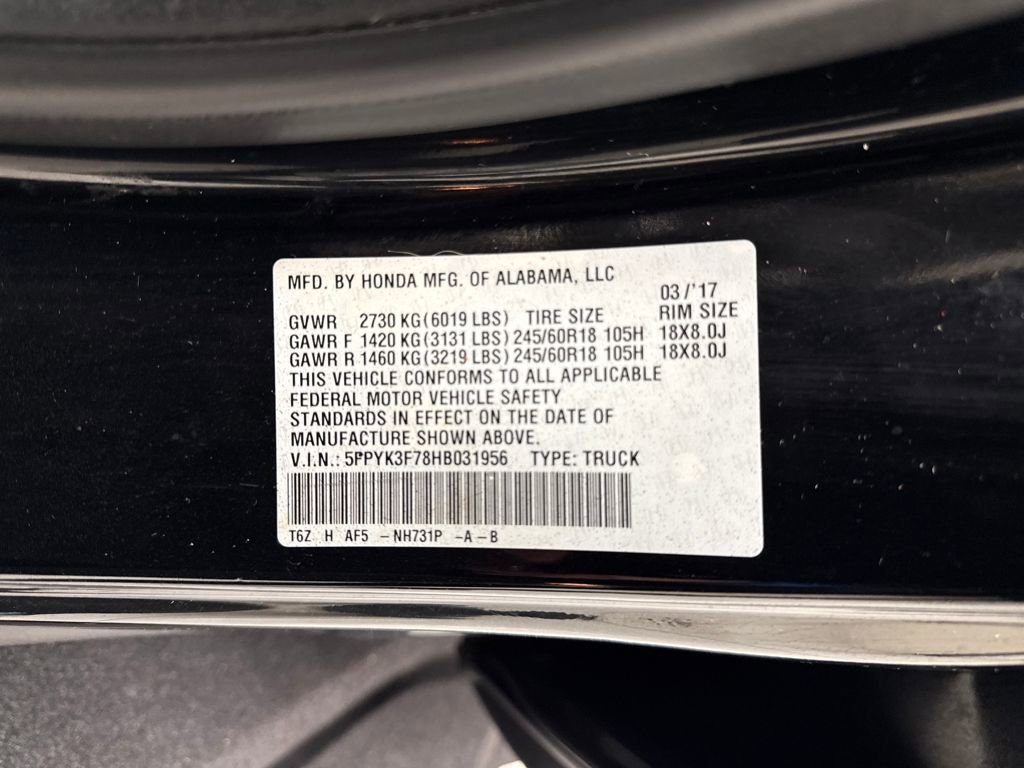 MFD. BY HONDA MFG. OF ALABAMA, LLC
03/'17
GVWR 2730 KG(6019 LBS) TIRE SIZE RIM SIZE
GAWR F 1420 KG(3131 LBS) 245/60R18 105H 18X8.0J
GAWR R 1460 KG(3219 LBS) 245/60R18 105H 18X8.0J
THIS VEHICLE CONFORMS TO ALL APPLICABLE
FEDERAL MOTOR VEHICLE SAFETY
STANDARDS IN EFFECT ON THE DATE OF
MANUFACTURE SHOWN ABOVE.
V.I.N.: 5FPYK3F78HB031956 TYPE: TRUCK
T6Z H AF5 -NH731P -A-B